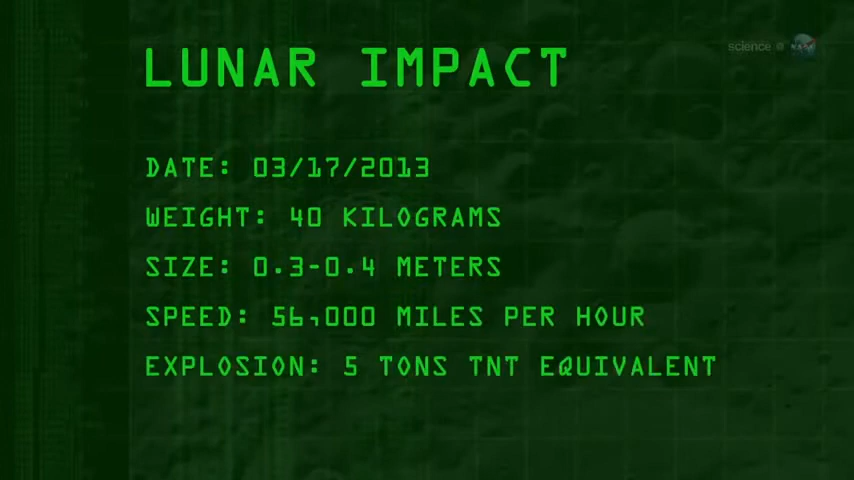 science @ NASA
LUNAR IMPACT
DATE: 03/17/2013
WEIGHT: 40 KILOGRAMS
SIZE: 0.3-0.4 METERS
SPEED: 56,000 MILES PER HOUR
EXPLOSION: 5 TONS TNT EQUIVALENT